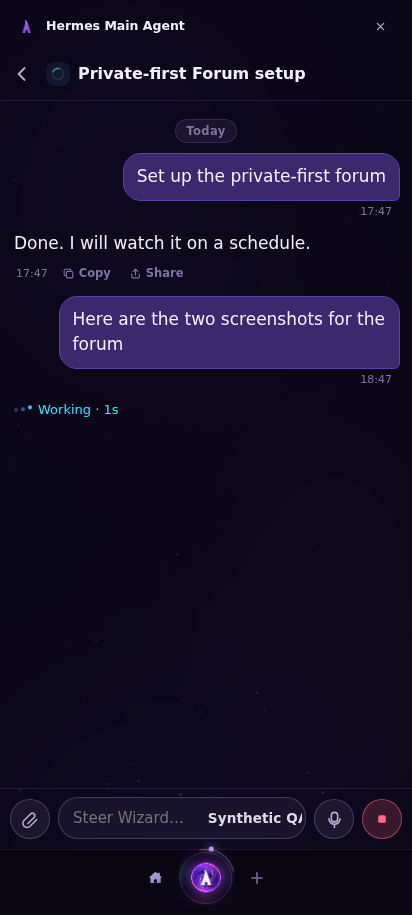 Hermes Main Agent
Private-first Forum setup
Today
Set up the private-first forum
17:47
Done. I will watch it on a schedule.
17:47 Copy Share
Here are the two screenshots for the
forum
18:47
Working · 1s
Steer Wizard… Synthetic